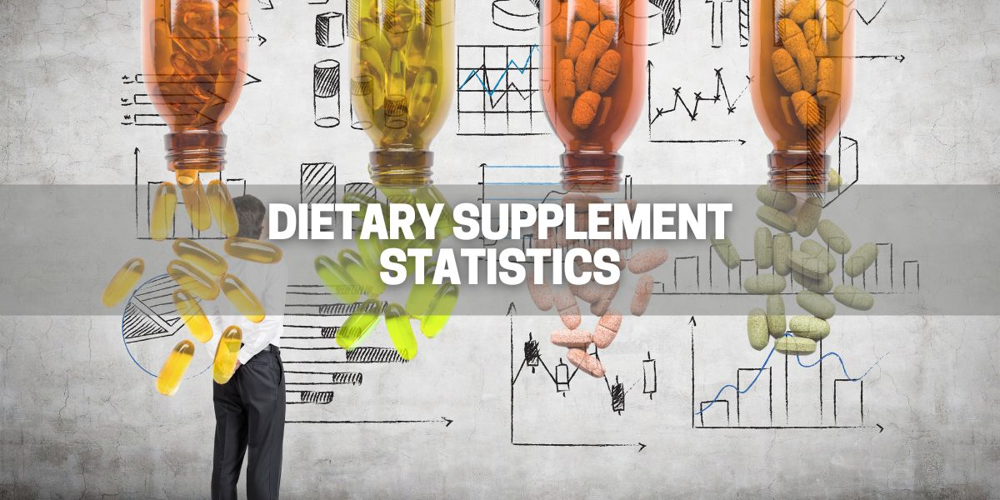 DIETARY SUPPLEMENT
STATISTICS